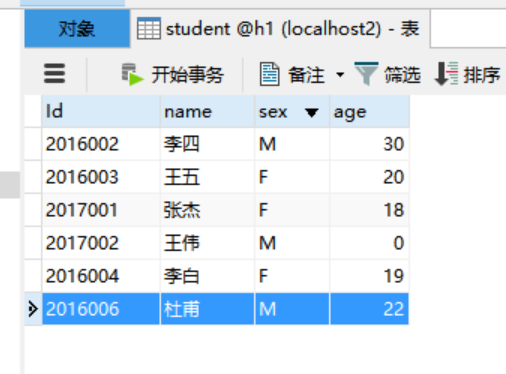 对象 student @h1 (localhost2) - 表
开始事务 备注 筛选 排序
Id name sex age
2016002 李四 M 30
2016003 王五 F 20
2017001 张杰 F 18
2017002 王伟 M 0
2016004 李白 F 19
2016006 杜甫 M 22